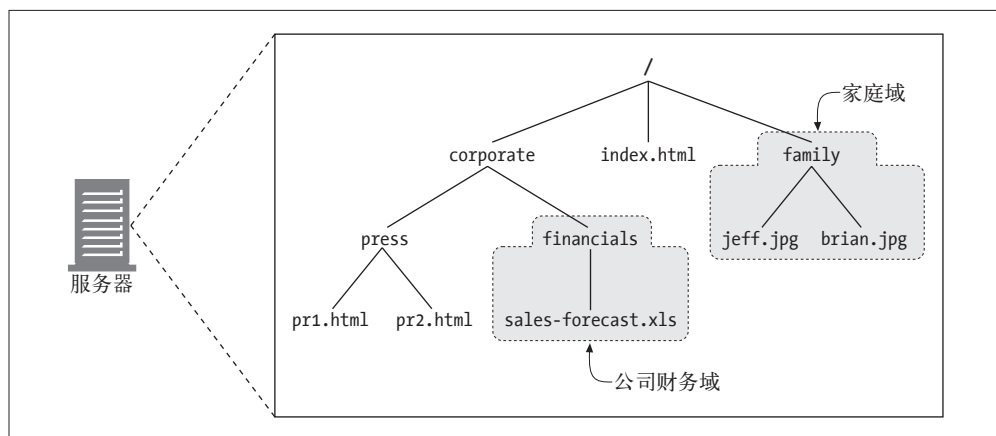 /
家庭域
corporate
index.html
family
press
financials
jeff.jpg
brian.jpg
服务器
pr1.html
pr2.html
sales-forecast.xls
公司财务域